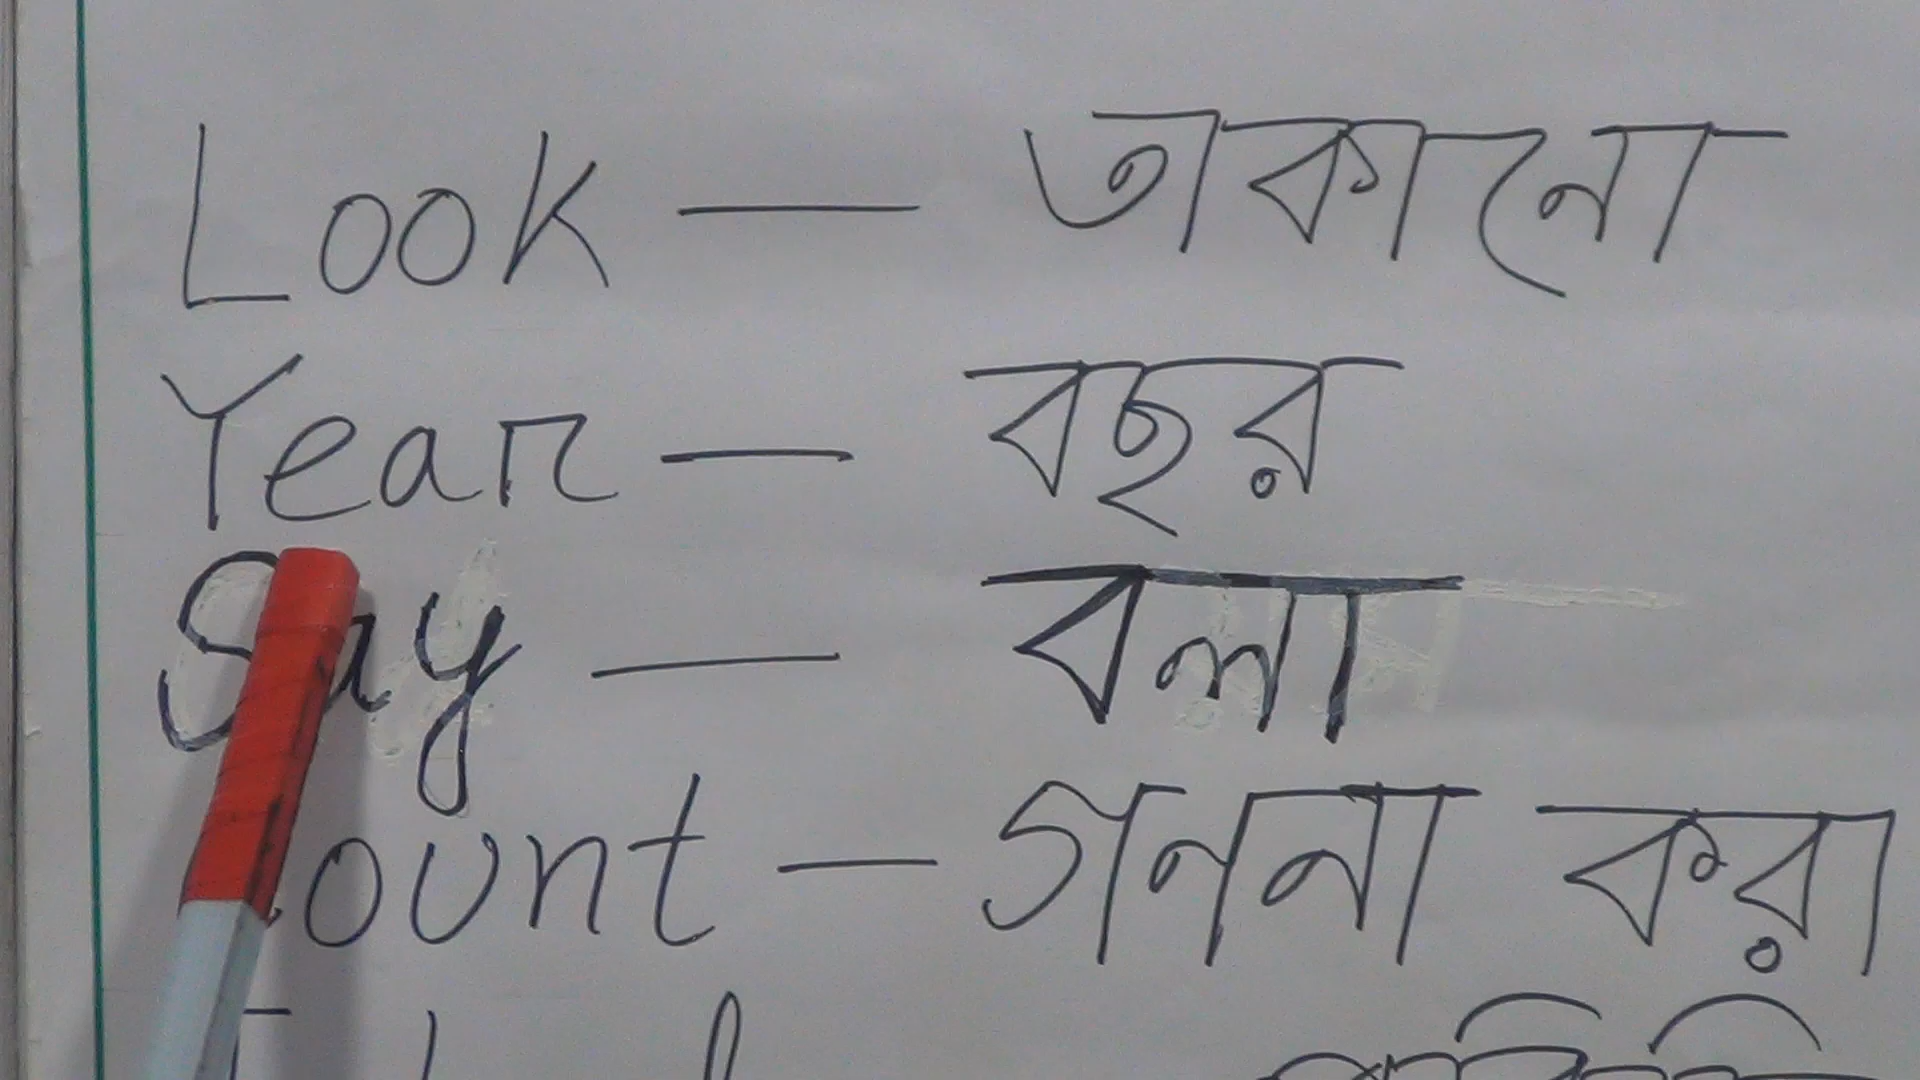 Look — তাকানো
Year — বছর
Say — বলা
Count — গননা করা